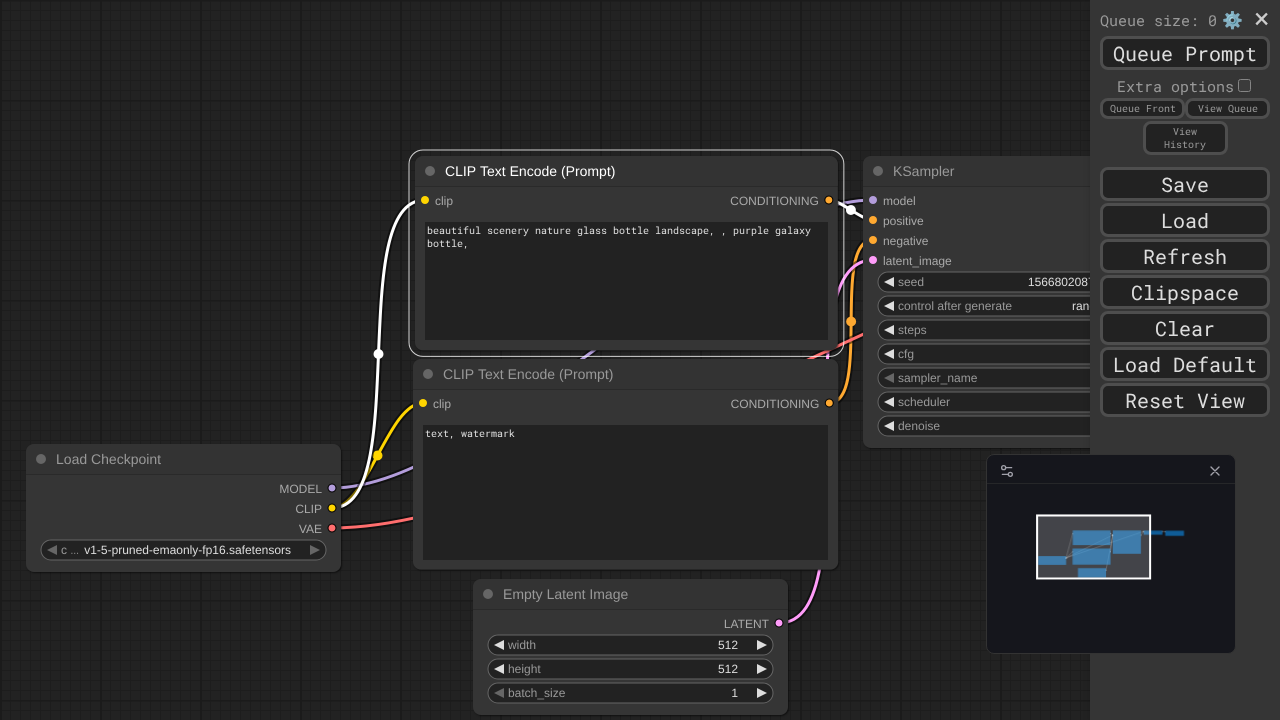 Queue size: 0
Queue Prompt
Extra options
Queue Front
View Queue
View
History
Save
Load
Refresh
Clipspace
Clear
Load Default
Reset View
CLIP Text Encode (Prompt)
clip
CONDITIONING
beautiful scenery nature glass bottle landscape, , purple galaxy
bottle,
CLIP Text Encode (Prompt)
clip
CONDITIONING
text, watermark
KSampler
model
positive
negative
latent_image
seed
control after generate
steps
cfg
sampler_name
scheduler
denoise
Load Checkpoint
MODEL
CLIP
VAE
c ... v1-5-pruned-emaonly-fp16.safetensors
Empty Latent Image
LATENT
width 512
height 512
batch_size 1